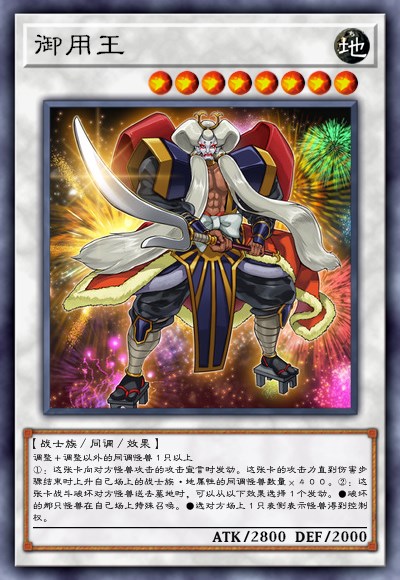 御用王
地
【战士族／同调／效果】
调整＋调整以外的同调怪兽1只以上
①：这张卡向对方怪兽攻击的攻击宣言时发动。这张卡的攻击力直到伤害步
骤结束时上升自己场上的战士族·地属性的同调怪兽数量×４００。②：这
张卡战斗破坏对方怪兽送去墓地时，可以从以下效果选择1个发动。●破坏
的那只怪兽在自己场上特殊召唤。●选对方场上1只表侧表示怪兽得到控制
权。
ATK/2800 DEF/2000